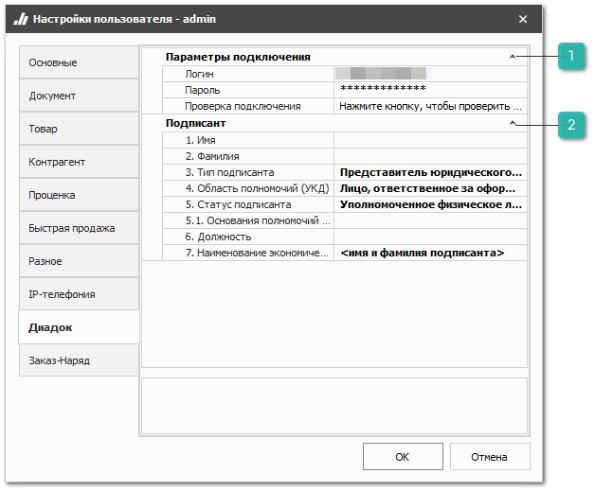 Настройки пользователя - admin
Основные
Документ
Товар
Контрагент
Проценка
Быстрая продажа
Разное
IP-телефония
Диадок
Заказ-Наряд
Параметры подключения
Логин
Пароль *************
Проверка подключения Нажмите кнопку, чтобы проверить ...
Подписант
1. Имя
2. Фамилия
3. Тип подписанта Представитель юридического...
4. Область полномочий (УКД) Лицо, ответственное за офор...
5. Статус подписанта Уполномоченное физическое л...
5.1. Основания полномочий ...
6. Должность
7. Наименование экономиче... <имя и фамилия подписанта>
OK Отмена
1
2